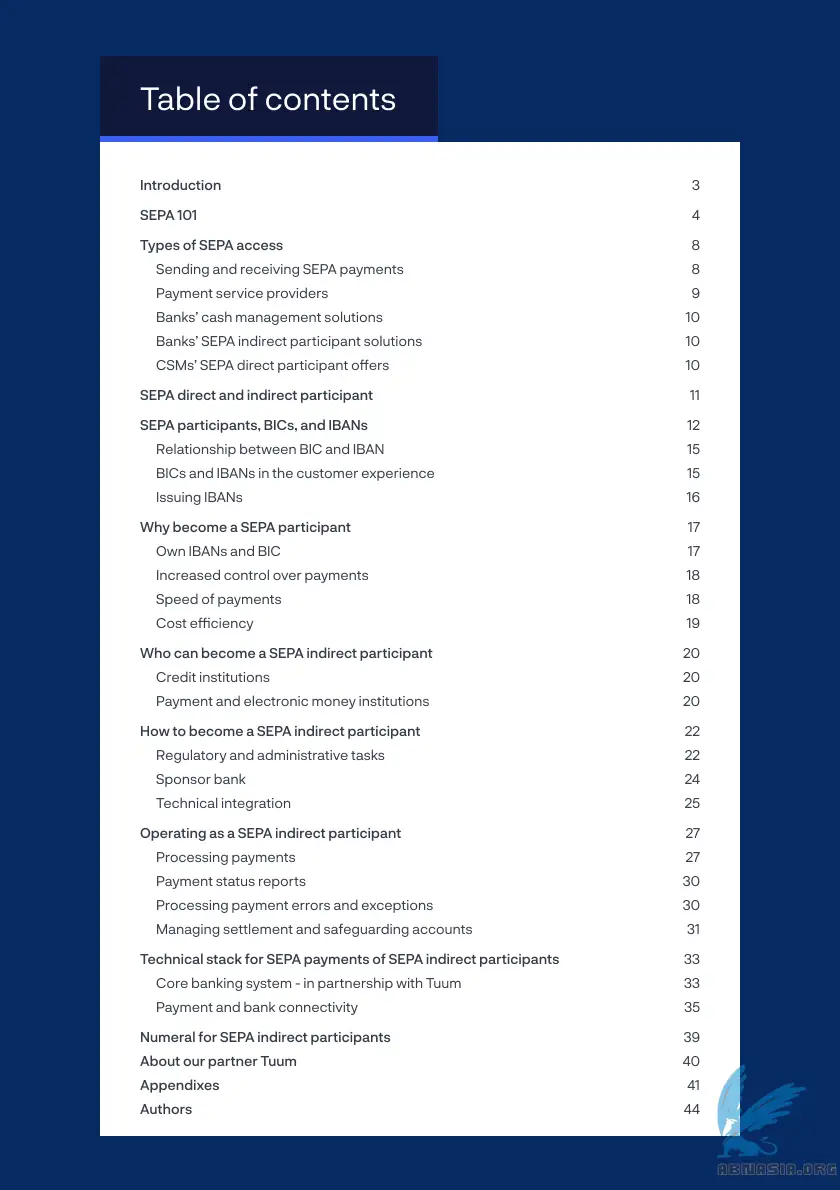 Table of contents
Introduction 3
SEPA 101 4
Types of SEPA access 8
Sending and receiving SEPA payments 8
Payment service providers 9
Banks’ cash management solutions 10
Banks’ SEPA indirect participant solutions 10
CSMs’ SEPA direct participant offers 10
SEPA direct and indirect participant 11
SEPA participants, BICs, and IBANs 12
Relationship between BIC and IBAN 15
BICs and IBANs in the customer experience 15
Issuing IBANs 16
Why become a SEPA participant 17
Own IBANs and BIC 17
Increased control over payments 18
Speed of payments 18
Cost efficiency 19
Who can become a SEPA indirect participant 20
Credit institutions 20
Payment and electronic money institutions 20
How to become a SEPA indirect participant 22
Regulatory and administrative tasks 22
Sponsor bank 24
Technical integration 25
Operating as a SEPA indirect participant 27
Processing payments 27
Payment status reports 30
Processing payment errors and exceptions 30
Managing settlement and safeguarding accounts 31
Technical stack for SEPA payments of SEPA indirect participants 33
Core banking system - in partnership with Tuum 33
Payment and bank connectivity 35
Numeral for SEPA indirect participants 39
About our partner Tuum 40
Appendixes 41
Authors 44
ABNASIA.ORG